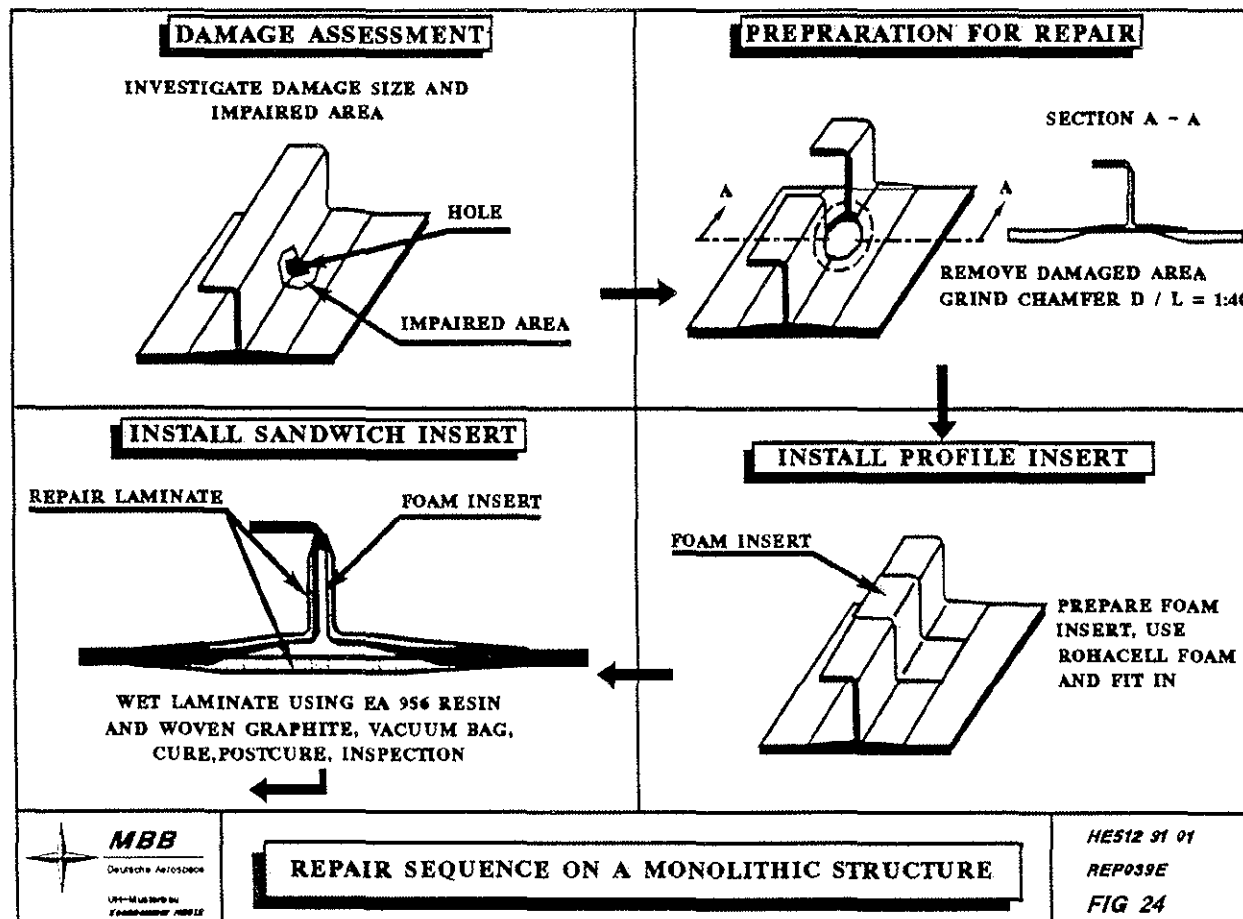 DAMAGE ASSESSMENT
INVESTIGATE DAMAGE SIZE AND
IMPAIRED AREA
HOLE
IMPAIRED AREA
PREPRARATION FOR REPAIR
SECTION A - A
A
A
REMOVE DAMAGED AREA
GRIND CHAMFER D / L = 1:40
INSTALL SANDWICH INSERT
REPAIR LAMINATE
FOAM INSERT
WET LAMINATE USING EA 956 RESIN
AND WOVEN GRAPHITE, VACUUM BAG,
CURE,POSTCURE, INSPECTION
INSTALL PROFILE INSERT
FOAM INSERT
PREPARE FOAM
INSERT, USE
ROHACELL FOAM
AND FIT IN
MBB
Deutsche Aerospace
REPAIR SEQUENCE ON A MONOLITHIC STRUCTURE
HE512 91 01
REP039E
FIG 24